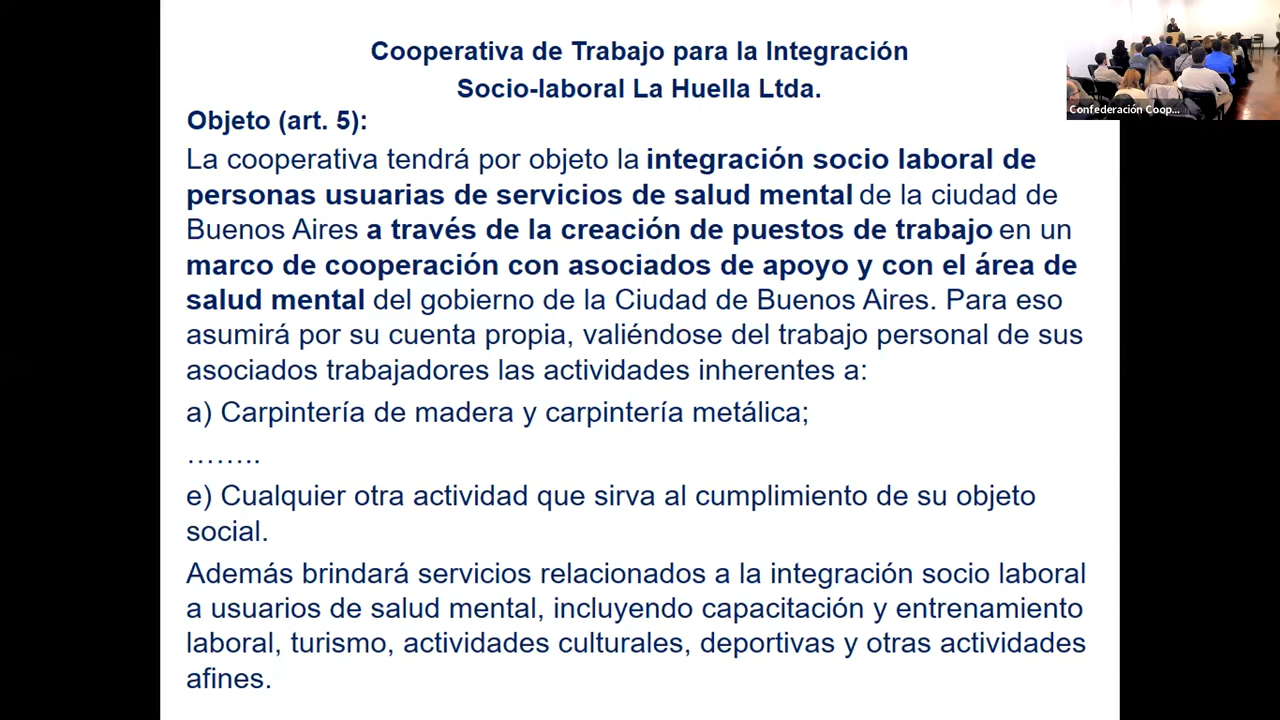 Cooperativa de Trabajo para la Integración
Socio-laboral La Huella Ltda.
Confederación Coop...
Objeto (art. 5):
La cooperativa tendrá por objeto la integración socio laboral de
personas usuarias de servicios de salud mental de la ciudad de
Buenos Aires a través de la creación de puestos de trabajo en un
marco de cooperación con asociados de apoyo y con el área de
salud mental del gobierno de la Ciudad de Buenos Aires. Para eso
asumirá por su cuenta propia, valiéndose del trabajo personal de sus
asociados trabajadores las actividades inherentes a:
a) Carpintería de madera y carpintería metálica;
........
e) Cualquier otra actividad que sirva al cumplimiento de su objeto
social.
Además brindará servicios relacionados a la integración socio laboral
a usuarios de salud mental, incluyendo capacitación y entrenamiento
laboral, turismo, actividades culturales, deportivas y otras actividades
afines.